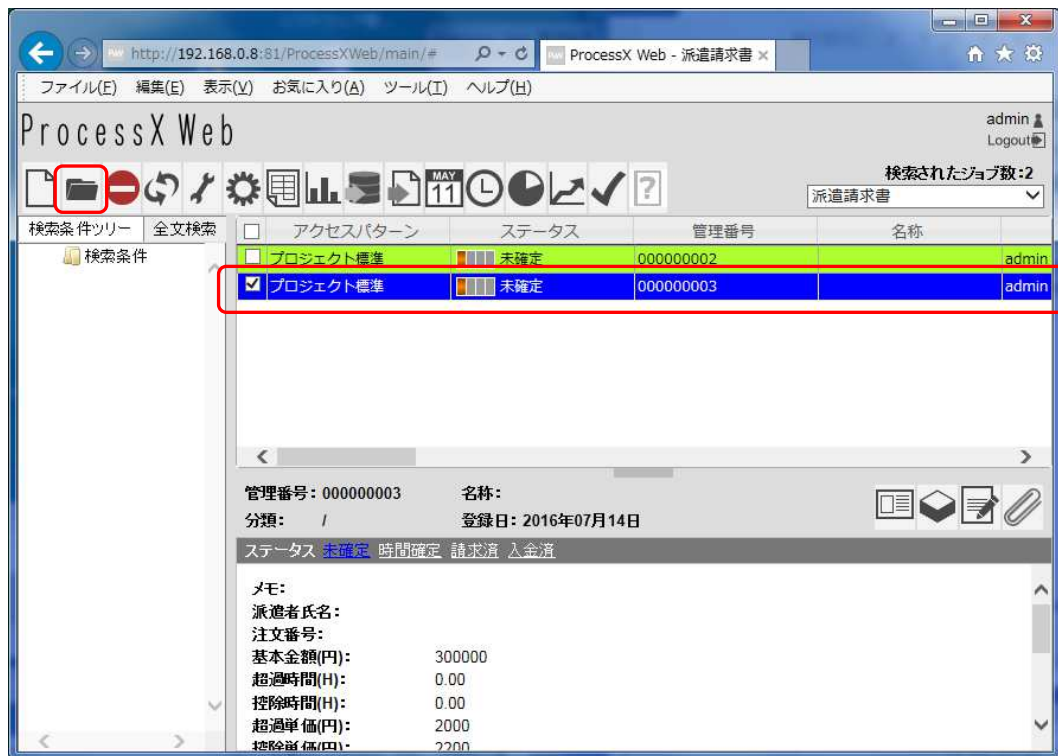 http://192.168.0.8:81/ProcessXWeb/main/#
ProcessX Web - 派遣請求書
ファイル(F) 編集(E) 表示(V) お気に入り(A) ツール(T) ヘルプ(H)
ProcessX Web
admin
Logout
MAY
11
?
検索されたジョブ数:2
派遣請求書
検索条件ツリー 全文検索
アクセスパターン ステータス 管理番号 名称
検索条件
プロジェクト標準 未確定 000000002 admin
プロジェクト標準 未確定 000000003 admin
管理番号:000000003 名称:
分類: / 登録日:2016年07月14日
ステータス 未確定 時間確定 請求済 入金済
メモ:
派遣者氏名:
注文番号:
基本金額(円): 300000
超過時間(H): 0.00
控除時間(H): 0.00
超過単価(円): 2000
控除単価(円): 2200